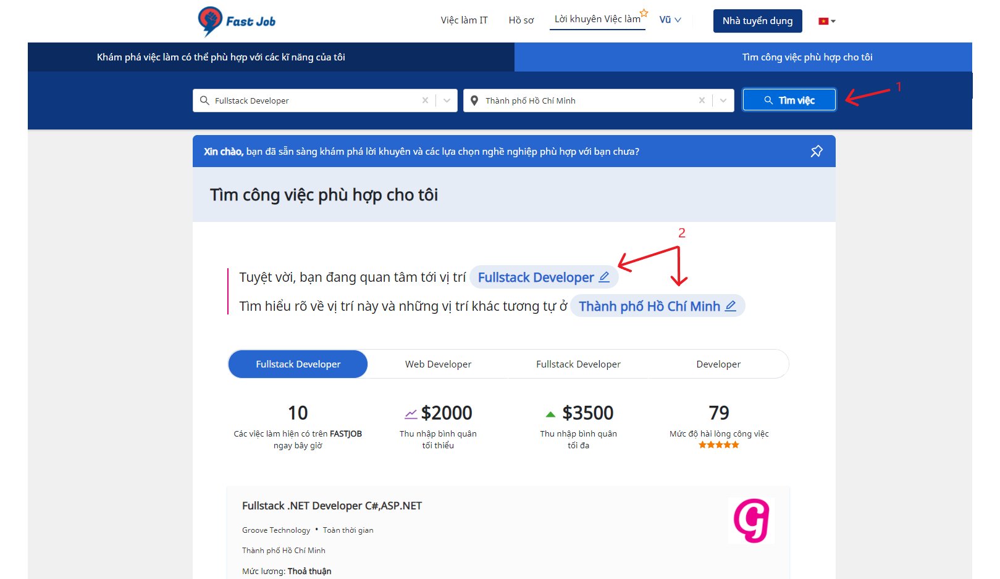 Fast Job
Việc làm IT
Hồ sơ
Lời khuyên Việc làm
Vũ
Nhà tuyển dụng
Khám phá việc làm có thể phù hợp với các kĩ năng của tôi
Tìm công việc phù hợp cho tôi
Fullstack Developer
Thành phố Hồ Chí Minh
Tìm việc
1
Xin chào, bạn đã sẵn sàng khám phá lời khuyên và các lựa chọn nghề nghiệp phù hợp với bạn chưa?
Tìm công việc phù hợp cho tôi
2
Tuyệt vời, bạn đang quan tâm tới vị trí Fullstack Developer
Tìm hiểu rõ về vị trí này và những vị trí khác tương tự ở Thành phố Hồ Chí Minh
Fullstack Developer
Web Developer
Fullstack Developer
Developer
10
Các việc làm hiện có trên FASTJOB
ngay bây giờ
$2000
Thu nhập bình quân
tối thiểu
$3500
Thu nhập bình quân
tối đa
79
Mức độ hài lòng công việc
Fullstack .NET Developer C#,ASP.NET
Groove Technology • Toàn thời gian
Thành phố Hồ Chí Minh
Mức lương: Thoả thuận